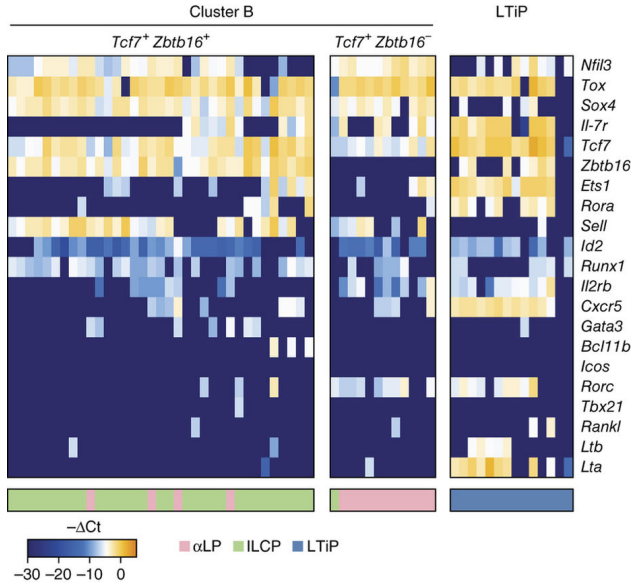 Cluster B
LTiP
Tcf7⁺ Zbtb16⁺
Tcf7⁺ Zbtb16⁻
Nfil3
Tox
Sox4
Il-7r
Tcf7
Zbtb16
Ets1
Rora
Sell
Id2
Runx1
Il2rb
Cxcr5
Gata3
Bcl11b
Icos
Rorc
Tbx21
Rankl
Ltb
Lta
−ΔCt
αLP
ILCP
LTiP
−30 −20 −10 0